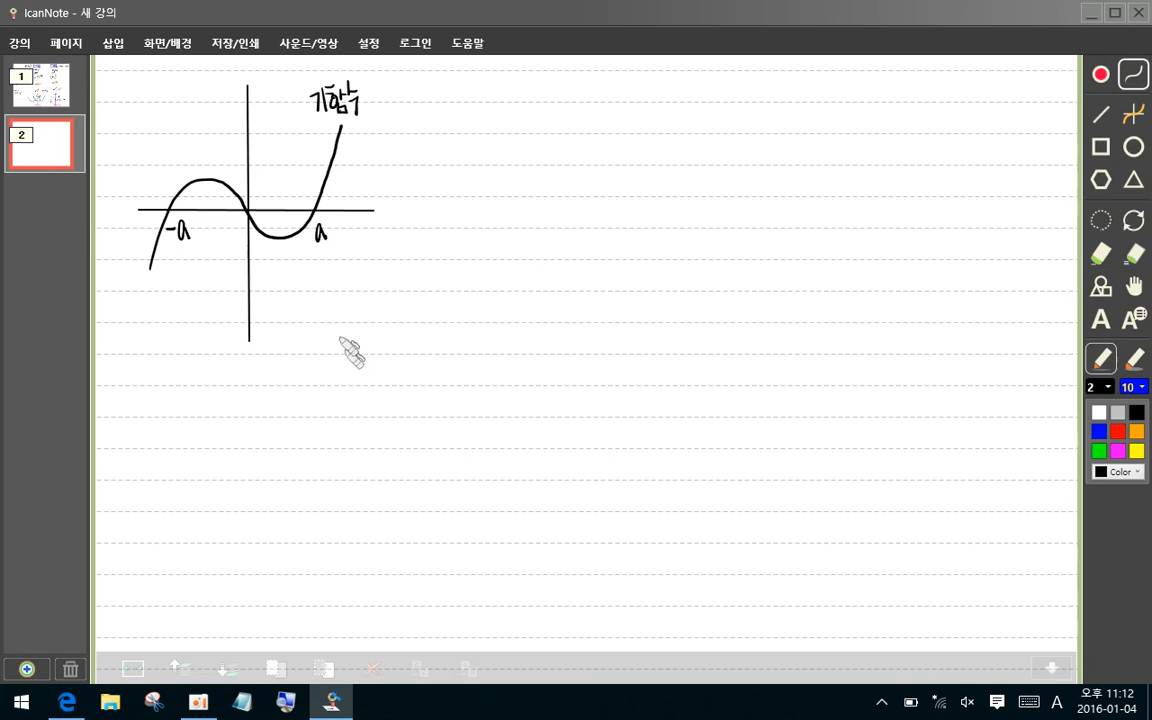 IcanNote - 새 강의
강의 페이지 삽입 화면/배경 저장/인쇄 사운드/영상 설정 로그인 도움말
1
2
기함수
-a
a
A A
2 10
Color
A
오후 11:12
2016-01-04